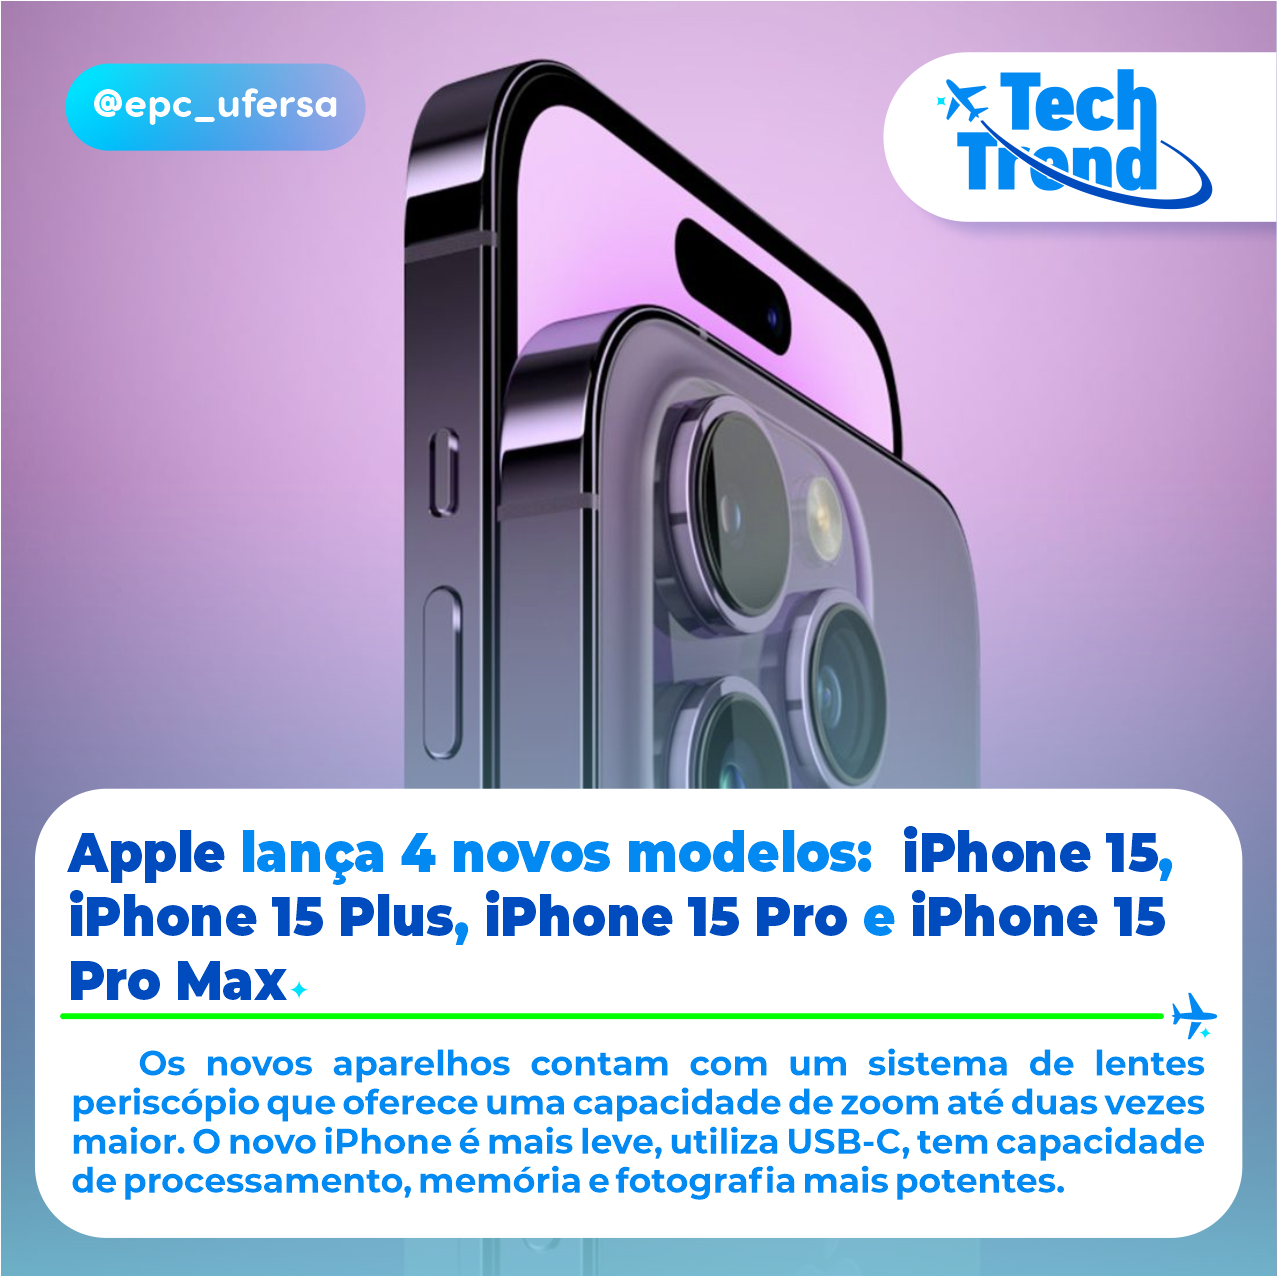 @epc_ufersa
Tech
Trend
Apple lança 4 novos modelos: iPhone 15,
iPhone 15 Plus, iPhone 15 Pro e iPhone 15
Pro Max
Os novos aparelhos contam com um sistema de lentes
periscópio que oferece uma capacidade de zoom até duas vezes
maior. O novo iPhone é mais leve, utiliza USB-C, tem capacidade
de processamento, memória e fotografia mais potentes.